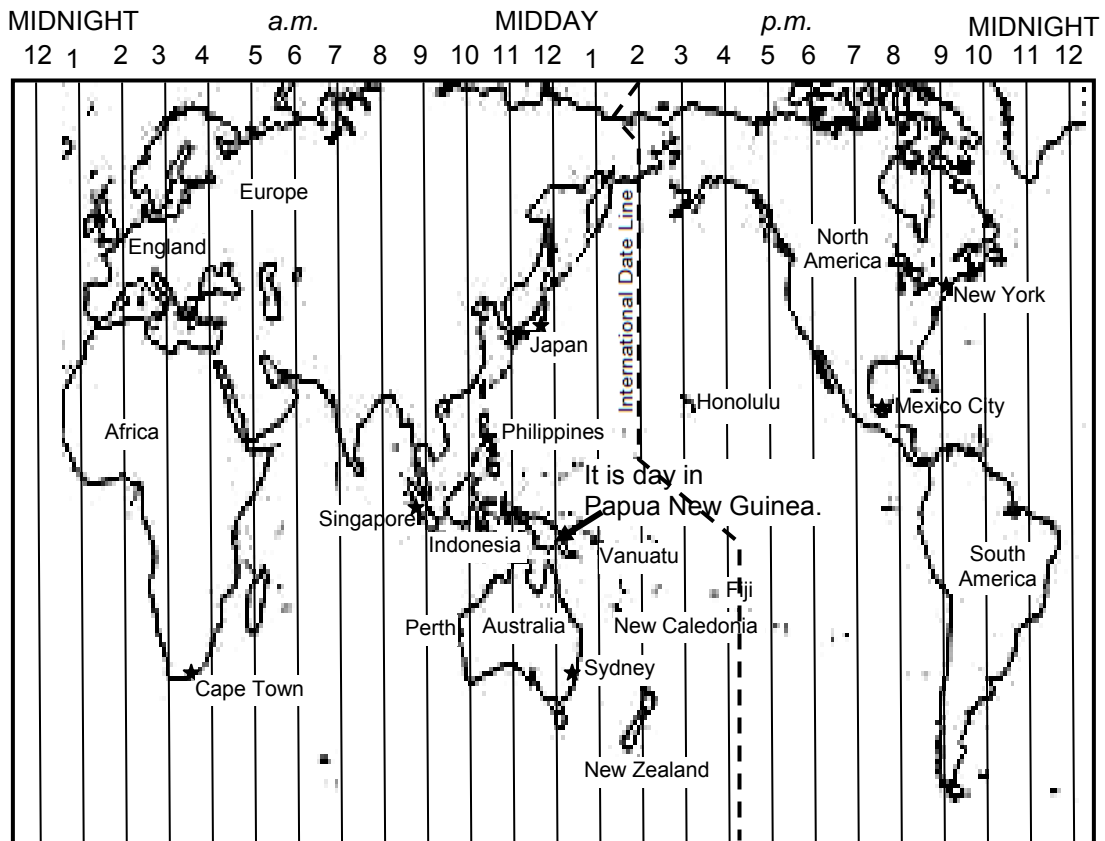 MIDNIGHT a.m. MIDDAY p.m. MIDNIGHT
12 1 2 3 4 5 6 7 8 9 10 11 12 1 2 3 4 5 6 7 8 9 10 11 12
Europe
England
International Date Line
North
America
New York
Japan
Honolulu
Mexico City
Africa
Philippines
It is day in
Papua New Guinea.
Singapore
Indonesia
Vanuatu
South
America
Fiji
Perth
Australia
New Caledonia
Sydney
Cape Town
New Zealand